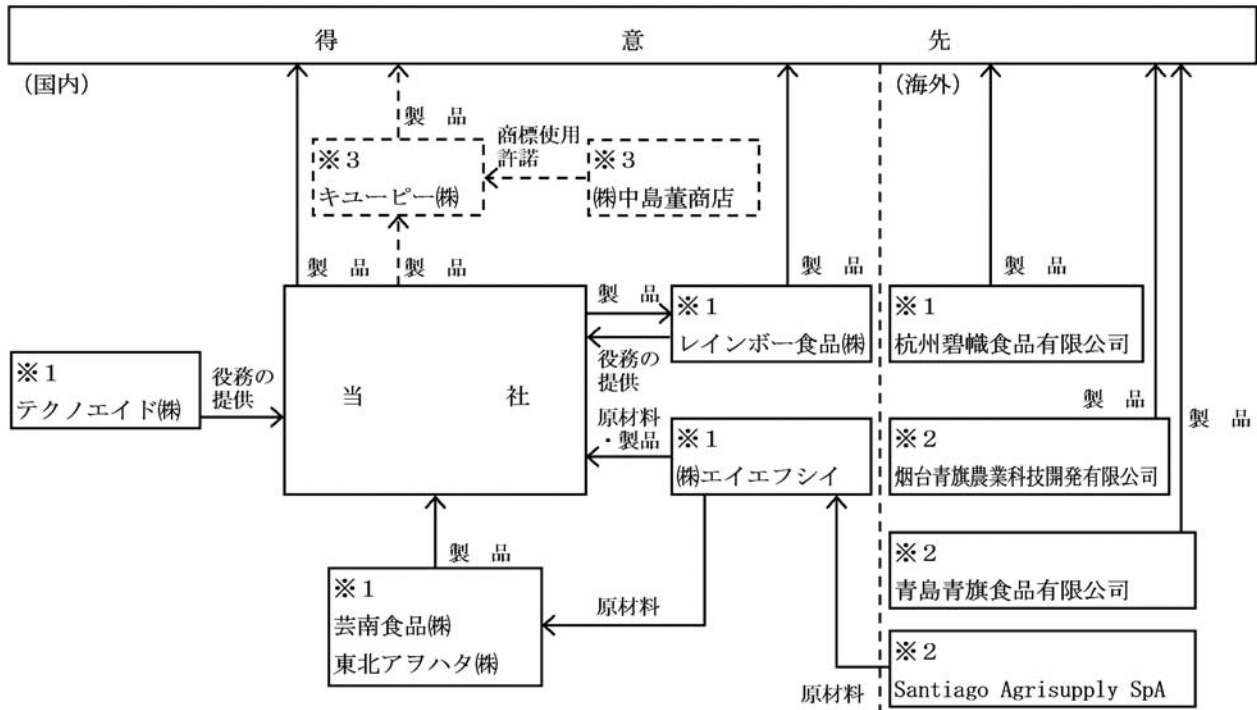 得意先
(国内)
(海外)
製品
商標使用
許諾
※3
キユーピー㈱
※3
㈱中島董商店
製品
製品
製品
製品
製品
※1
レインボー食品㈱
※1
杭州碧幟食品有限公司
※1
テクノエイド㈱
役務の
提供
当社
役務の
提供
原材料
・製品
※1
㈱エイエフシイ
製品
※2
烟台青旗農業科技開発有限公司
製品
※2
青島青旗食品有限公司
製品
※1
芸南食品㈱
東北アヲハタ㈱
原材料
原材料
※2
Santiago Agrisupply SpA